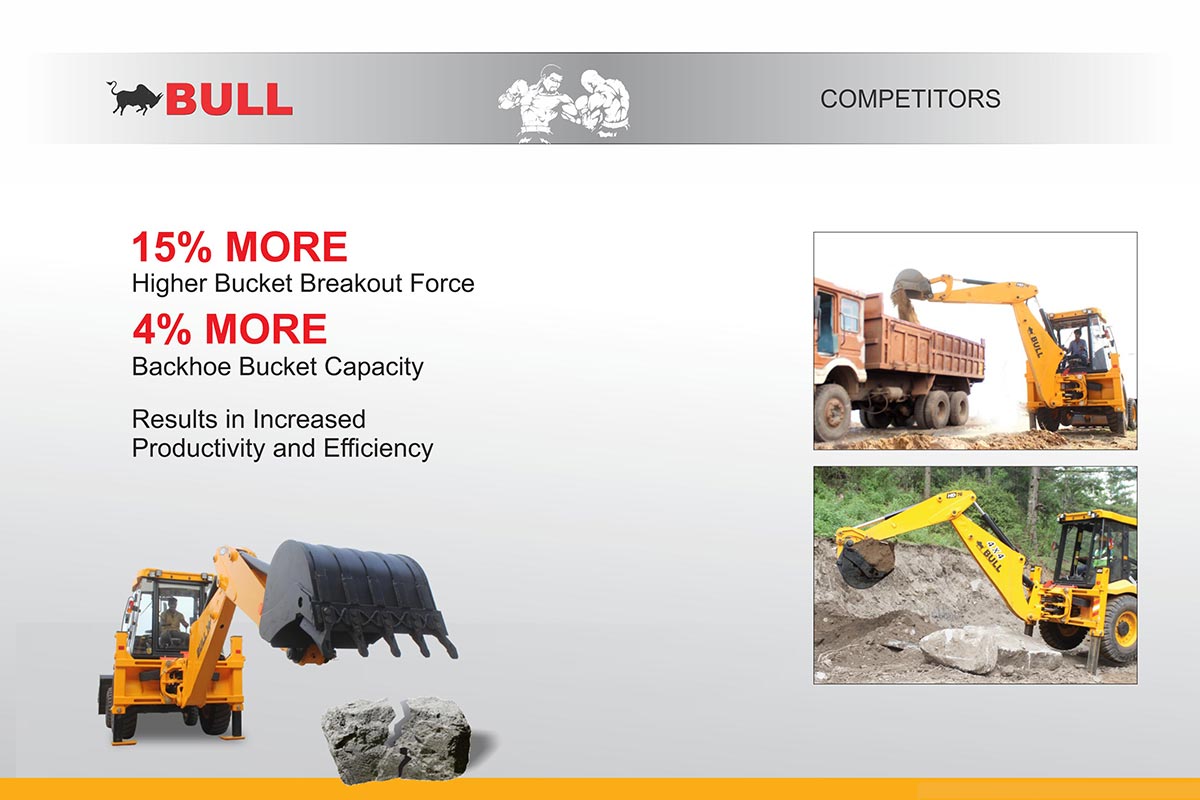 BULL
COMPETITORS
15% MORE
Higher Bucket Breakout Force
4% MORE
Backhoe Bucket Capacity
Results in Increased
Productivity and Efficiency
BULL
4X4
BULL